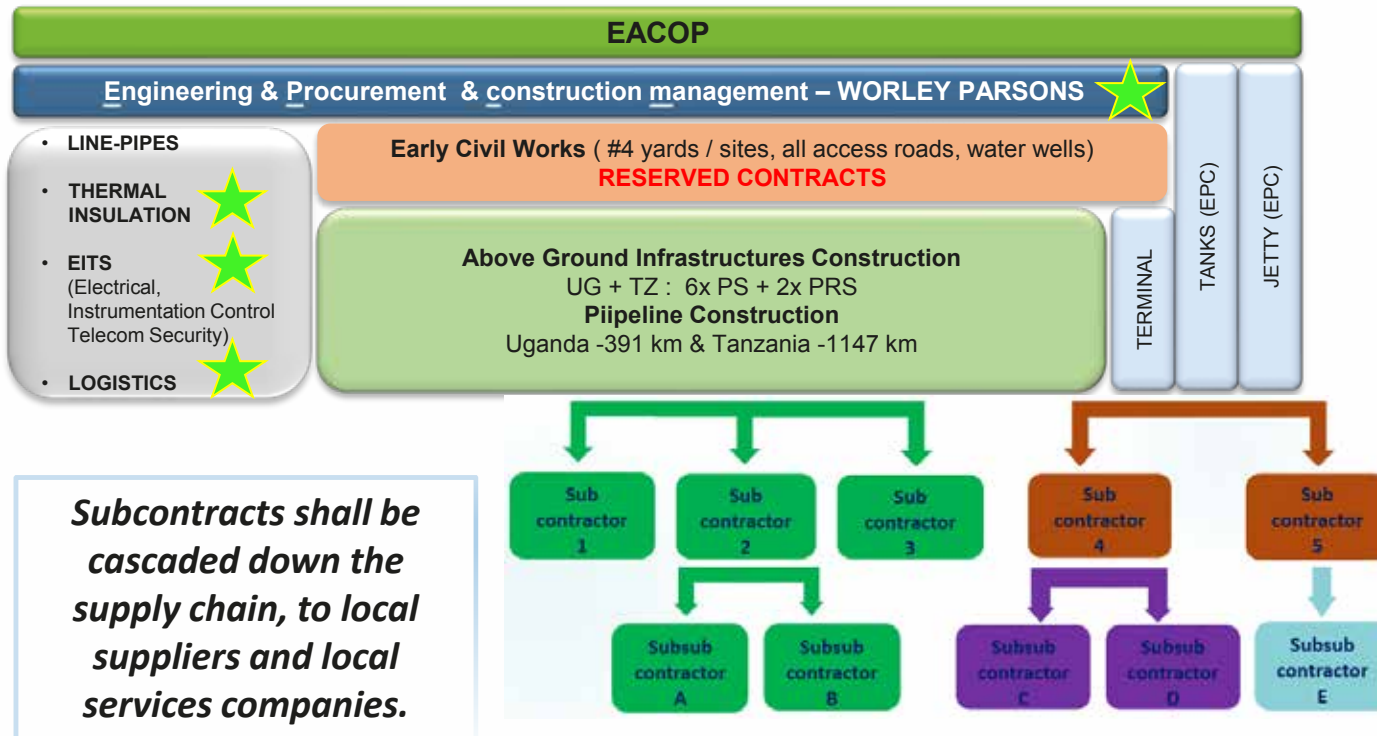 EACOP
Engineering & Procurement & construction management – WORLEY PARSONS
• LINE-PIPES
• THERMAL
INSULATION
• EITS
(Electrical,
Instrumentation Control
Telecom Security)
• LOGISTICS
Early Civil Works ( #4 yards / sites, all access roads, water wells)
RESERVED CONTRACTS
Above Ground Infrastructures Construction
UG + TZ : 6x PS + 2x PRS
Piipeline Construction
Uganda -391 km & Tanzania -1147 km
TERMINAL
TANKS (EPC)
JETTY (EPC)
Subcontracts shall be
cascaded down the
supply chain, to local
suppliers and local
services companies.
Sub
contractor
1
Sub
contractor
2
Sub
contractor
3
Sub
contractor
4
Sub
contractor
5
Subsub
contractor
A
Subsub
contractor
B
Subsub
contractor
C
Subsub
contractor
D
Subsub
contractor
E